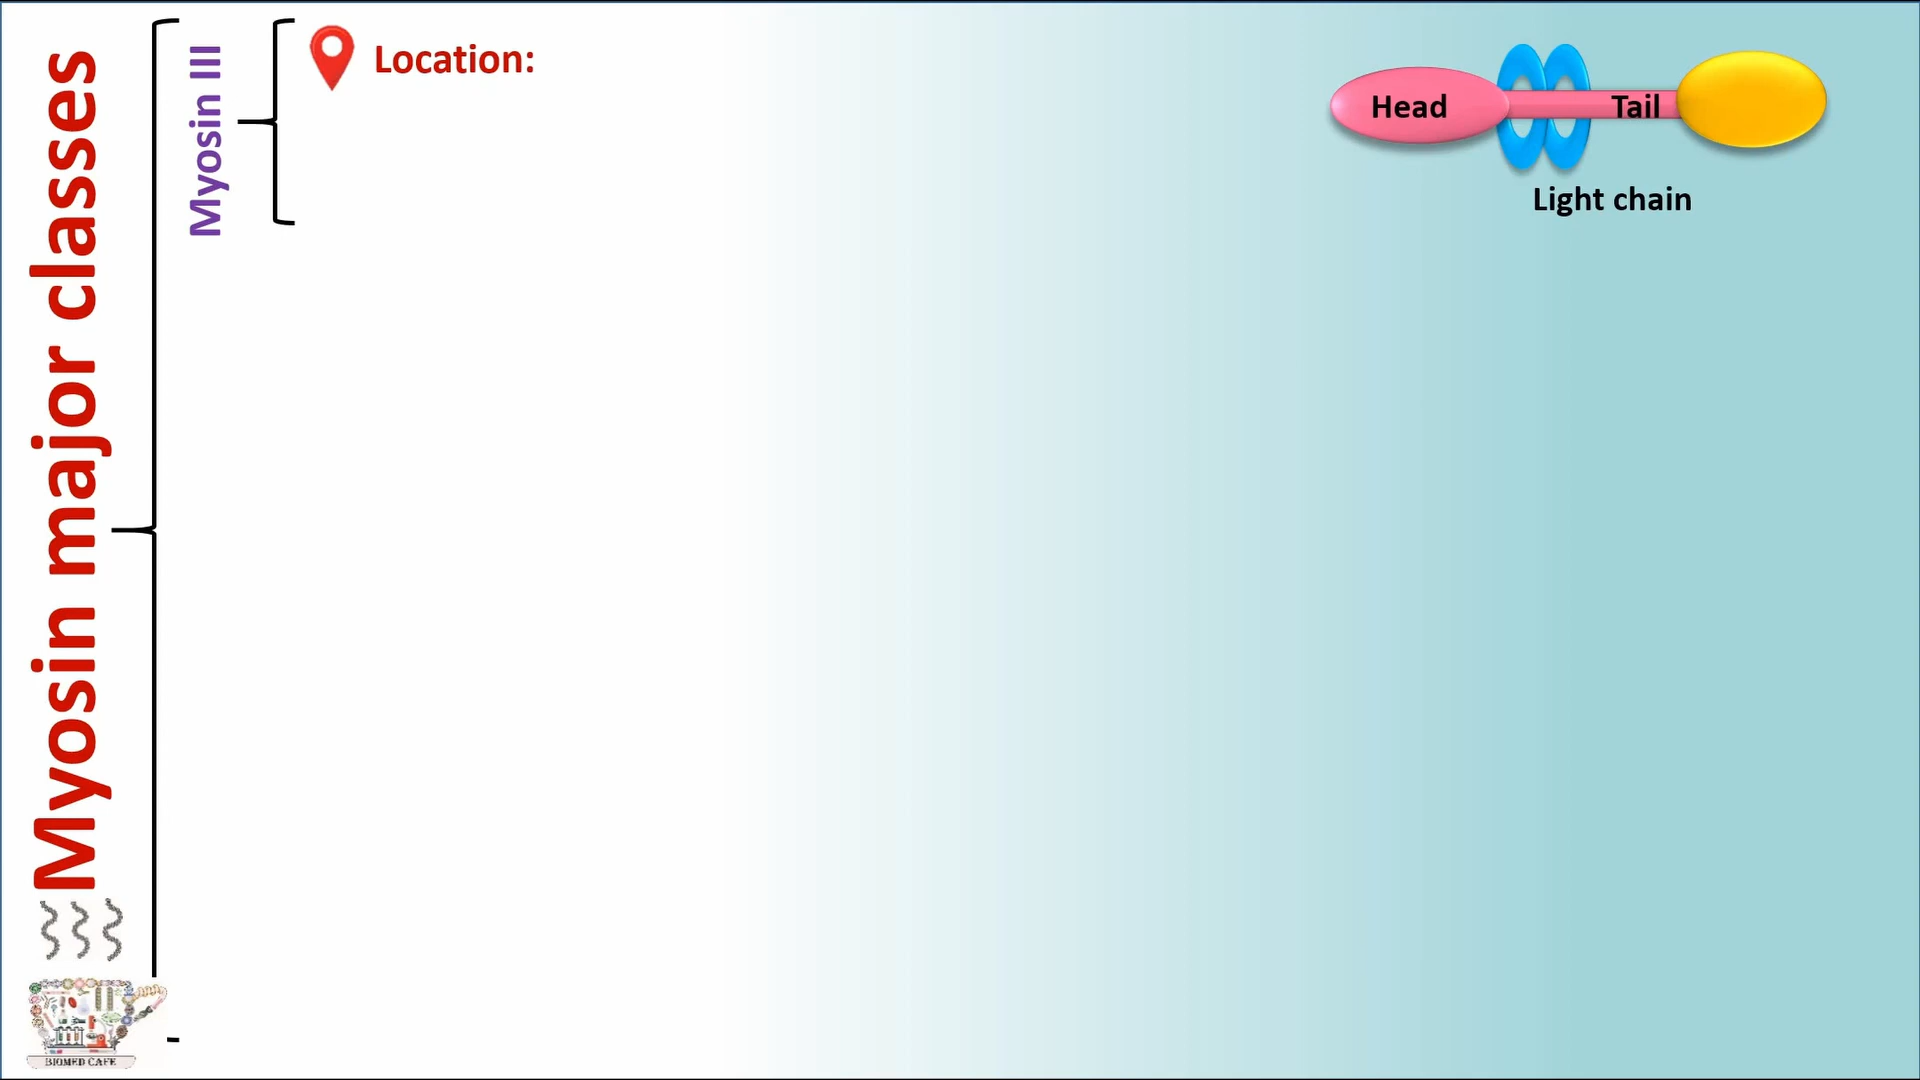 Myosin major classes
Myosin III
Location:
Head
Tail
Light chain
BIOMED CAFE